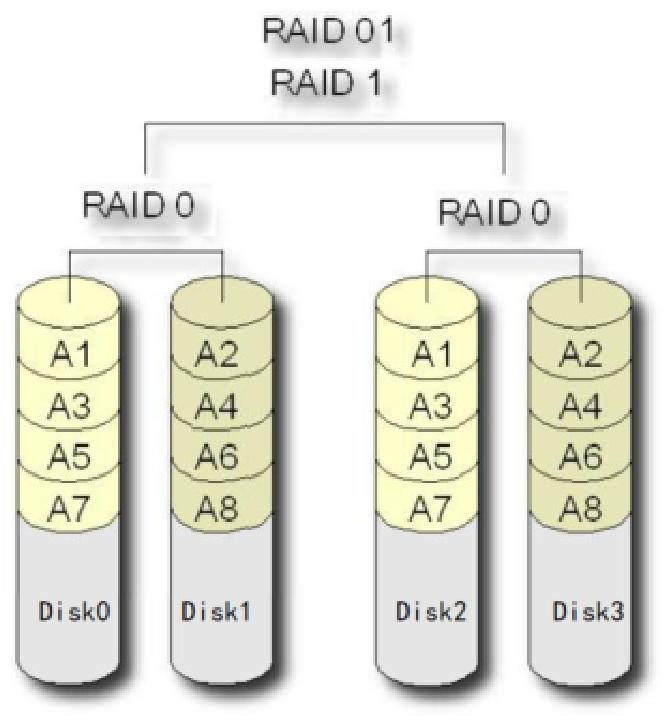 RAID 01
RAID 1
RAID 0 RAID 0
A1 A2 A1 A2
A3 A4 A3 A4
A5 A6 A5 A6
A7 A8 A7 A8
Disk0 Disk1 Disk2 Disk3